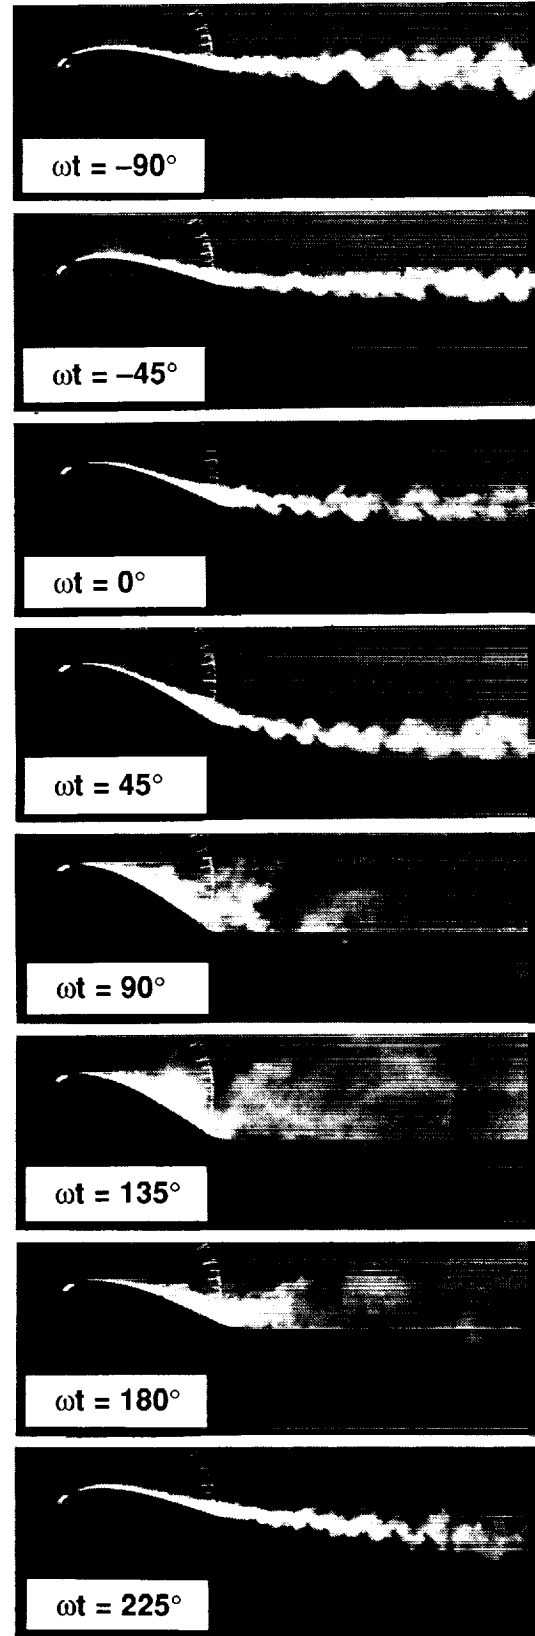 ωt = –90°
ωt = –45°
ωt = 0°
ωt = 45°
ωt = 90°
ωt = 135°
ωt = 180°
ωt = 225°